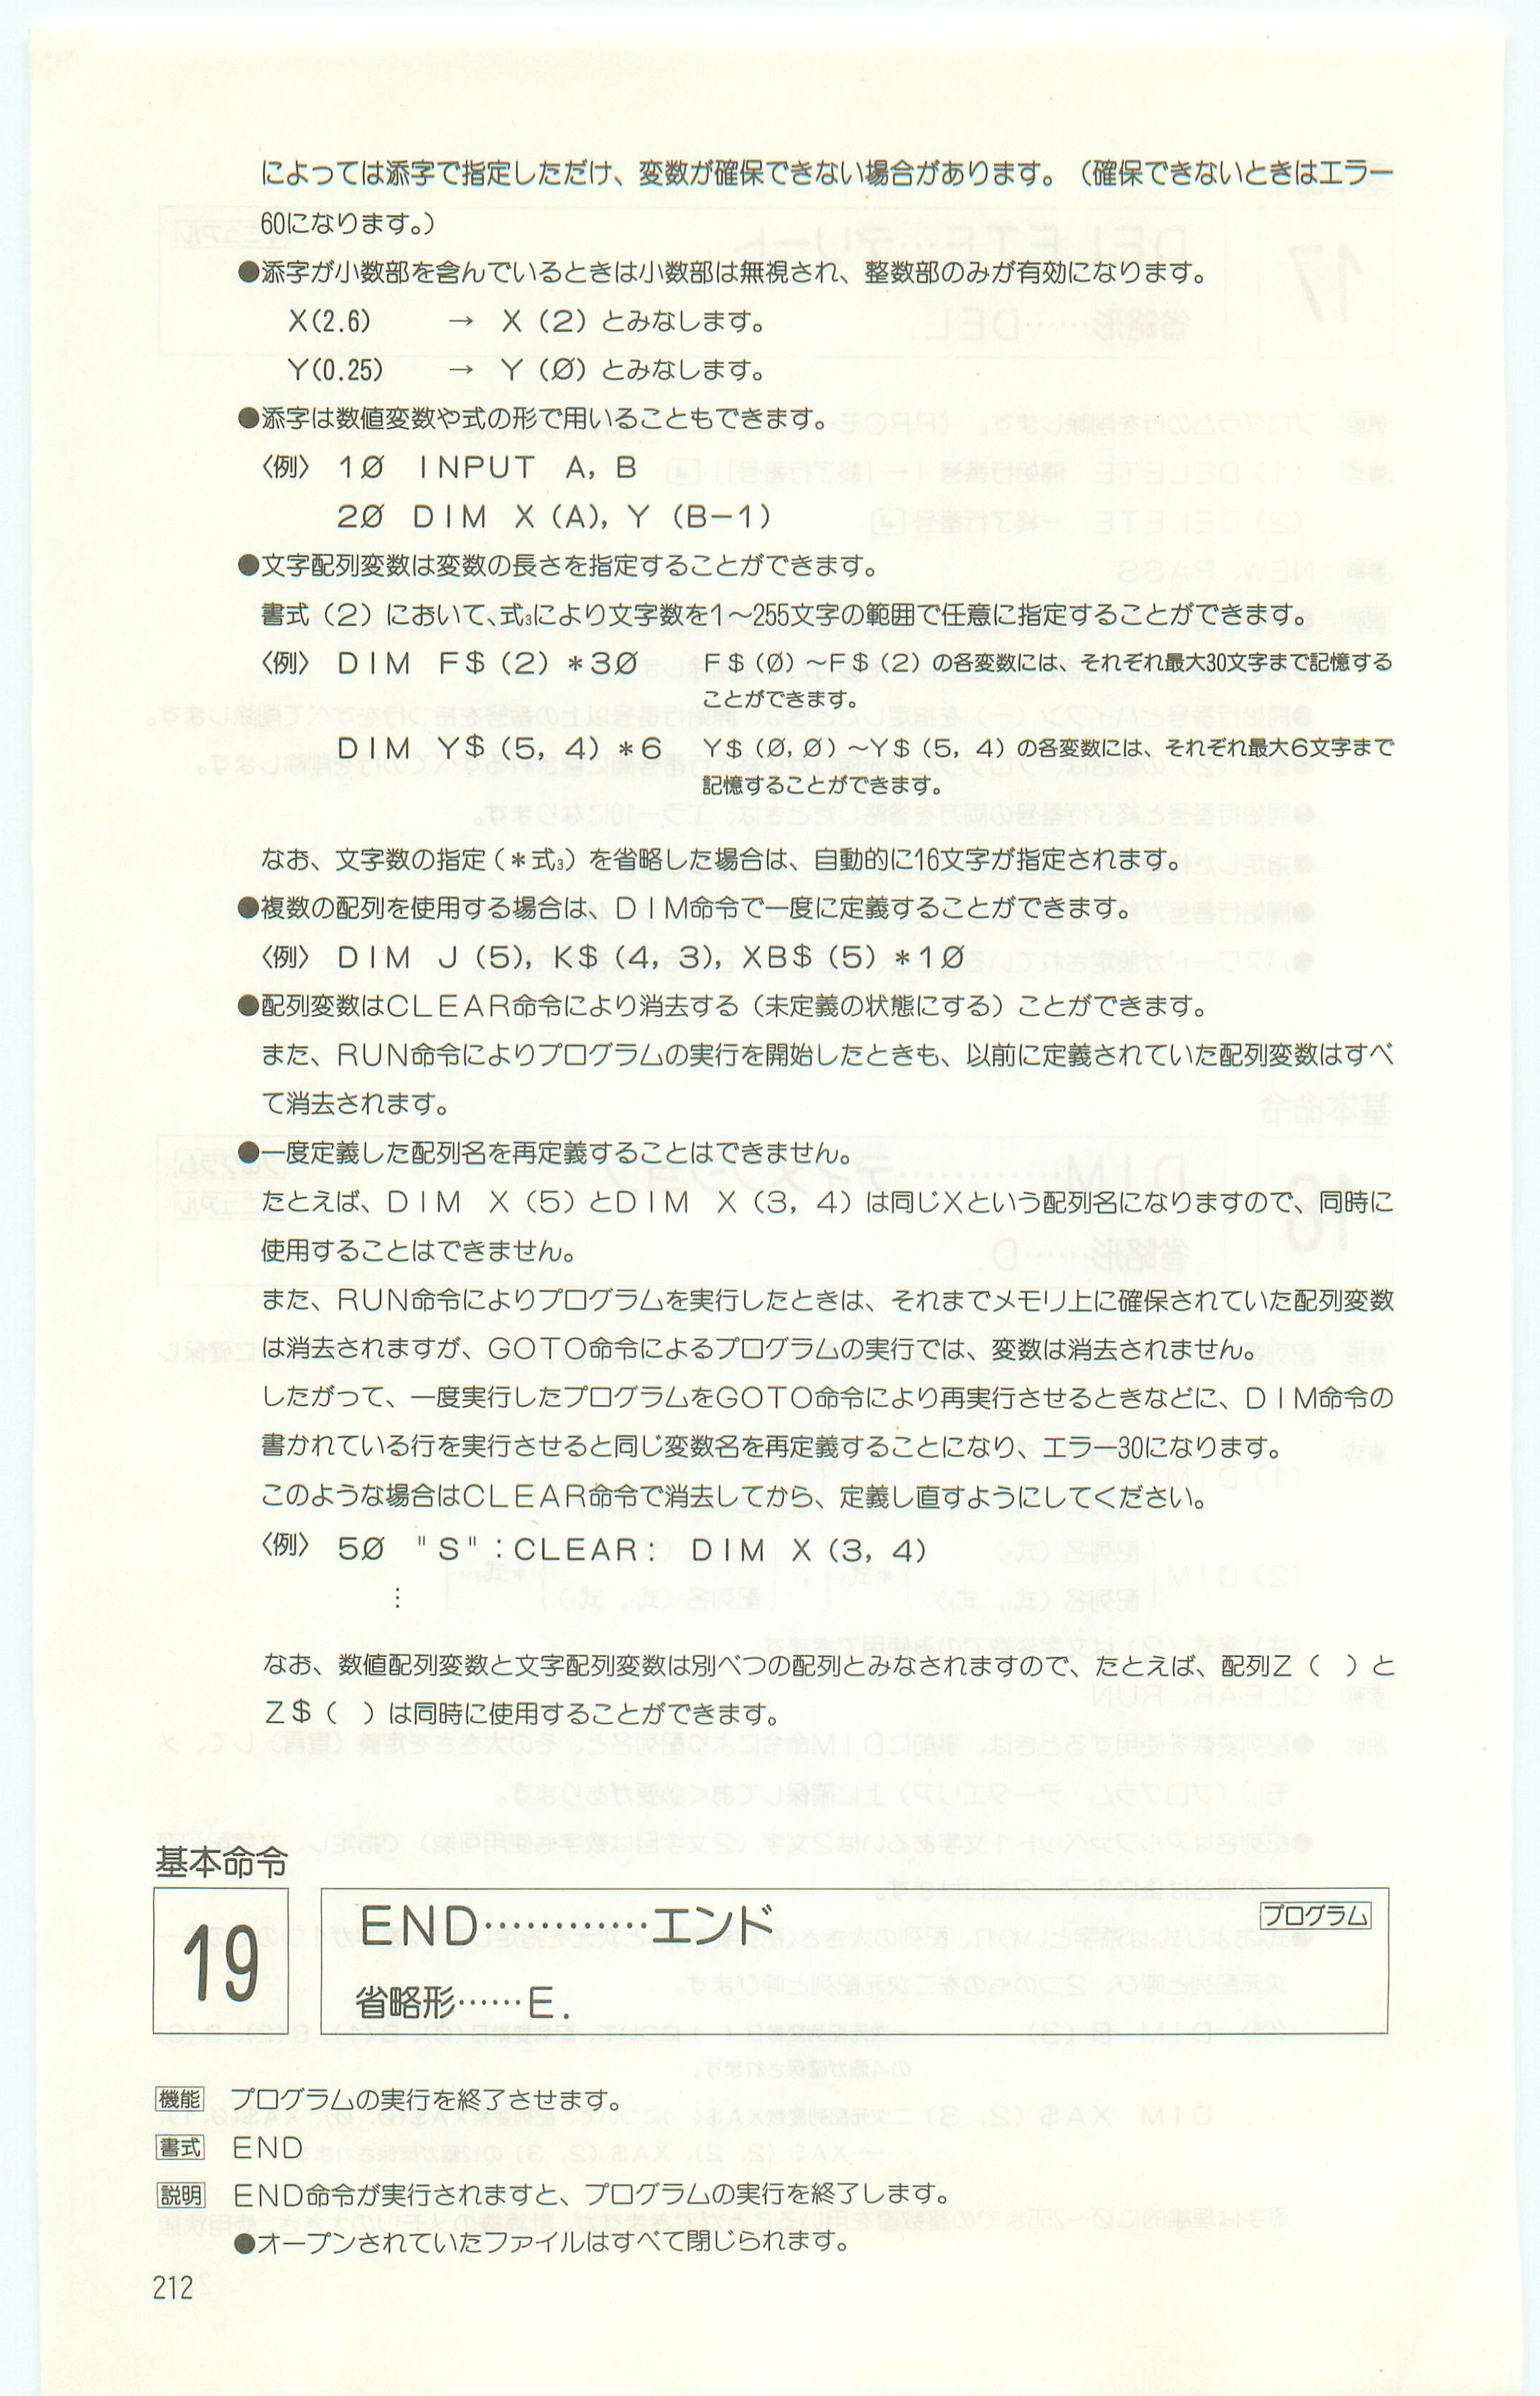 によっては添字で指定しただけ、変数が確保できない場合があります。(確保できないときはエラー
60になります。)
●添字が小数部を含んでいるときは小数部は無視され、整数部のみが有効になります。
X(2.6) → X(2)とみなします。
Y(0.25) → Y(Ø)とみなします。
●添字は数値変数や式の形で用いることもできます。
〈例〉 1Ø INPUT A, B
2Ø DIM X(A), Y(B-1)
●文字配列変数は変数の長さを指定することができます。
書式(2)において、式₃により文字数を1〜255文字の範囲で任意に指定することができます。
〈例〉 DIM F$(2)*3Ø F$(Ø)〜F$(2)の各変数には、それぞれ最大30文字まで記憶する
ことができます。
DIM Y$(5, 4)*6 Y$(Ø, Ø)〜Y$(5, 4)の各変数には、それぞれ最大6文字まで
記憶することができます。
なお、文字数の指定(*式₃)を省略した場合は、自動的に16文字が指定されます。
●複数の配列を使用する場合は、DIM命令で一度に定義することができます。
〈例〉 DIM J(5), K$(4, 3), XB$(5)*1Ø
●配列変数はCLEAR命令により消去する(未定義の状態にする)ことができます。
また、RUN命令によりプログラムの実行を開始したときも、以前に定義されていた配列変数はすべ
て消去されます。
●一度定義した配列名を再定義することはできません。
たとえば、DIM X(5)とDIM X(3, 4)は同じXという配列名になりますので、同時に
使用することはできません。
また、RUN命令によりプログラムを実行したときは、それまでメモリ上に確保されていた配列変数
は消去されますが、GOTO命令によるプログラムの実行では、変数は消去されません。
したがって、一度実行したプログラムをGOTO命令により再実行させるときなどに、DIM命令の
書かれている行を実行させると同じ変数名を再定義することになり、エラー30になります。
このような場合はCLEAR命令で消去してから、定義し直すようにしてください。
〈例〉 5Ø "S":CLEAR: DIM X(3, 4)
⋮
なお、数値配列変数と文字配列変数は別べつの配列とみなされますので、たとえば、配列Z( )と
Z$( )は同時に使用することができます。
基本命令
19
END…………エンド
プログラム
省略形……E.
機能 プログラムの実行を終了させます。
書式 END
説明 END命令が実行されますと、プログラムの実行を終了します。
●オープンされていたファイルはすべて閉じられます。
212